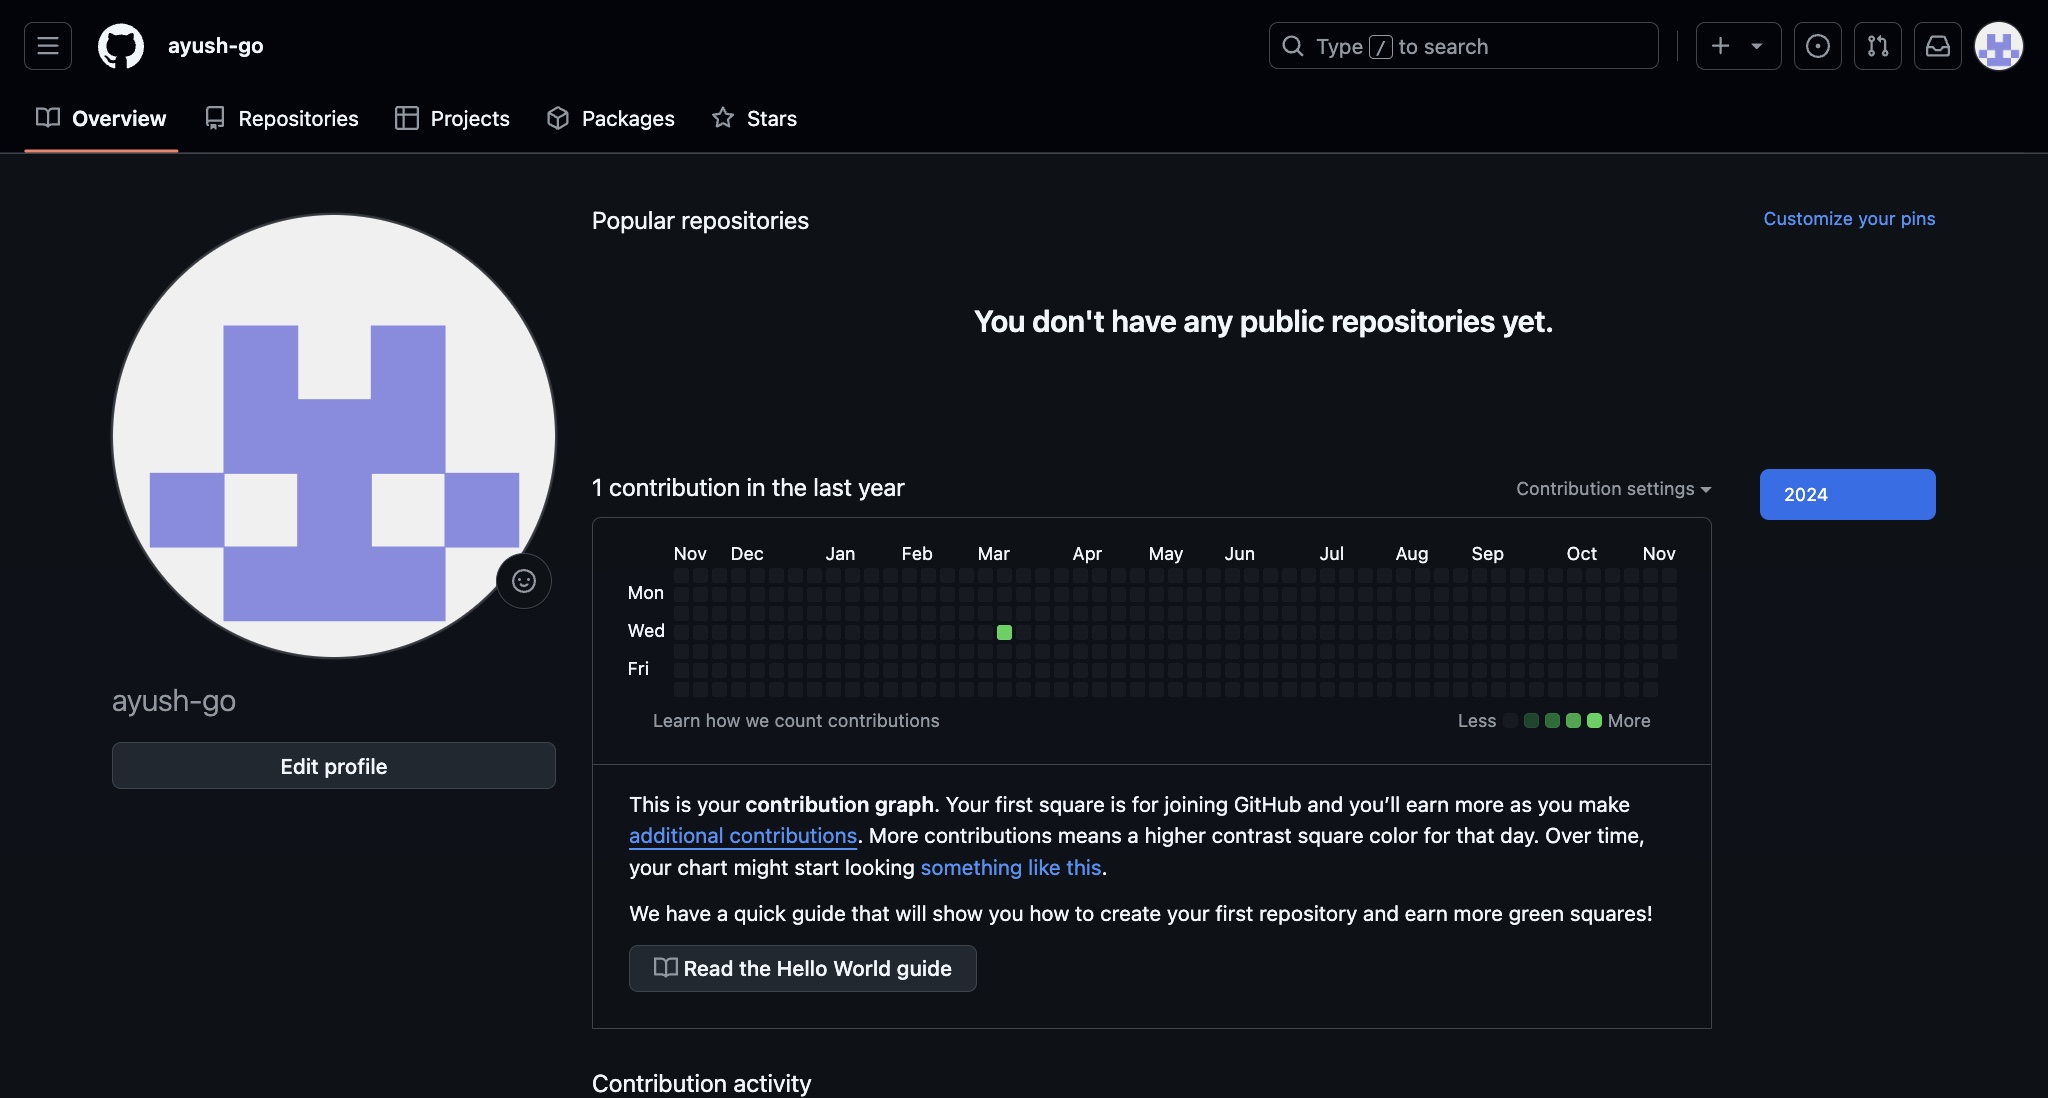 ayush-go
Type / to search
Overview
Repositories
Projects
Packages
Stars
Popular repositories
Customize your pins
You don't have any public repositories yet.
1 contribution in the last year
Contribution settings
2024
Nov Dec Jan Feb Mar Apr May Jun Jul Aug Sep Oct Nov
Mon
Wed
Fri
Learn how we count contributions
Less
More
ayush-go
Edit profile
This is your contribution graph. Your first square is for joining GitHub and you’ll earn more as you make
additional contributions. More contributions means a higher contrast square color for that day. Over time,
your chart might start looking something like this.
We have a quick guide that will show you how to create your first repository and earn more green squares!
Read the Hello World guide
Contribution activity